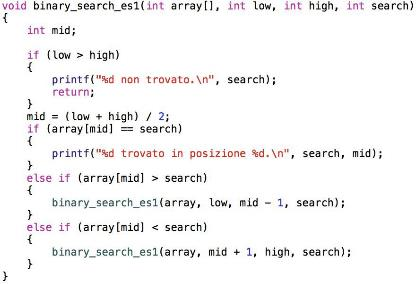 void binary_search_es1(int array[], int low, int high, int search)
{
    int mid;

    if (low > high)
    {
        printf("%d non trovato.\n", search);
        return;
    }
    mid = (low + high) / 2;
    if (array[mid] == search)
    {
        printf("%d trovato in posizione %d.\n", search, mid);
    }
    else if (array[mid] > search)
    {
        binary_search_es1(array, low, mid - 1, search);
    }
    else if (array[mid] < search)
    {
        binary_search_es1(array, mid + 1, high, search);
    }
}